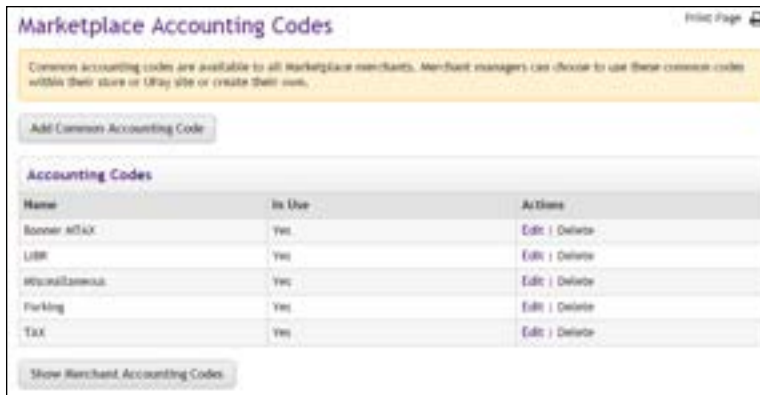 Marketplace Accounting Codes
Print Page
Common accounting codes are available to all Marketplace merchants. Merchant managers can choose to use these common codes
within their store or uPay site or create their own.
Add Common Accounting Code
Accounting Codes
Name In Use Actions
Banner MTAX Yes Edit | Delete
LIBR Yes Edit | Delete
Miscellaneous Yes Edit | Delete
Parking Yes Edit | Delete
TAX Yes Edit | Delete
Show Merchant Accounting Codes